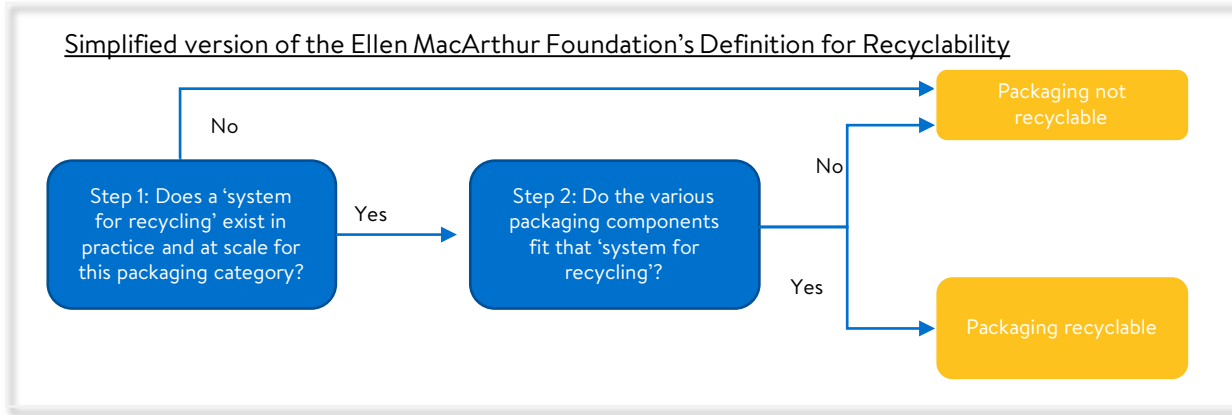 Simplified version of the Ellen MacArthur Foundation’s Definition for Recyclability
Packaging not
recyclable
No
No
Step 1: Does a ‘system
for recycling’ exist in
practice and at scale for
this packaging category?
Yes
Step 2: Do the various
packaging components
fit that ‘system for
recycling’?
Yes
Packaging recyclable